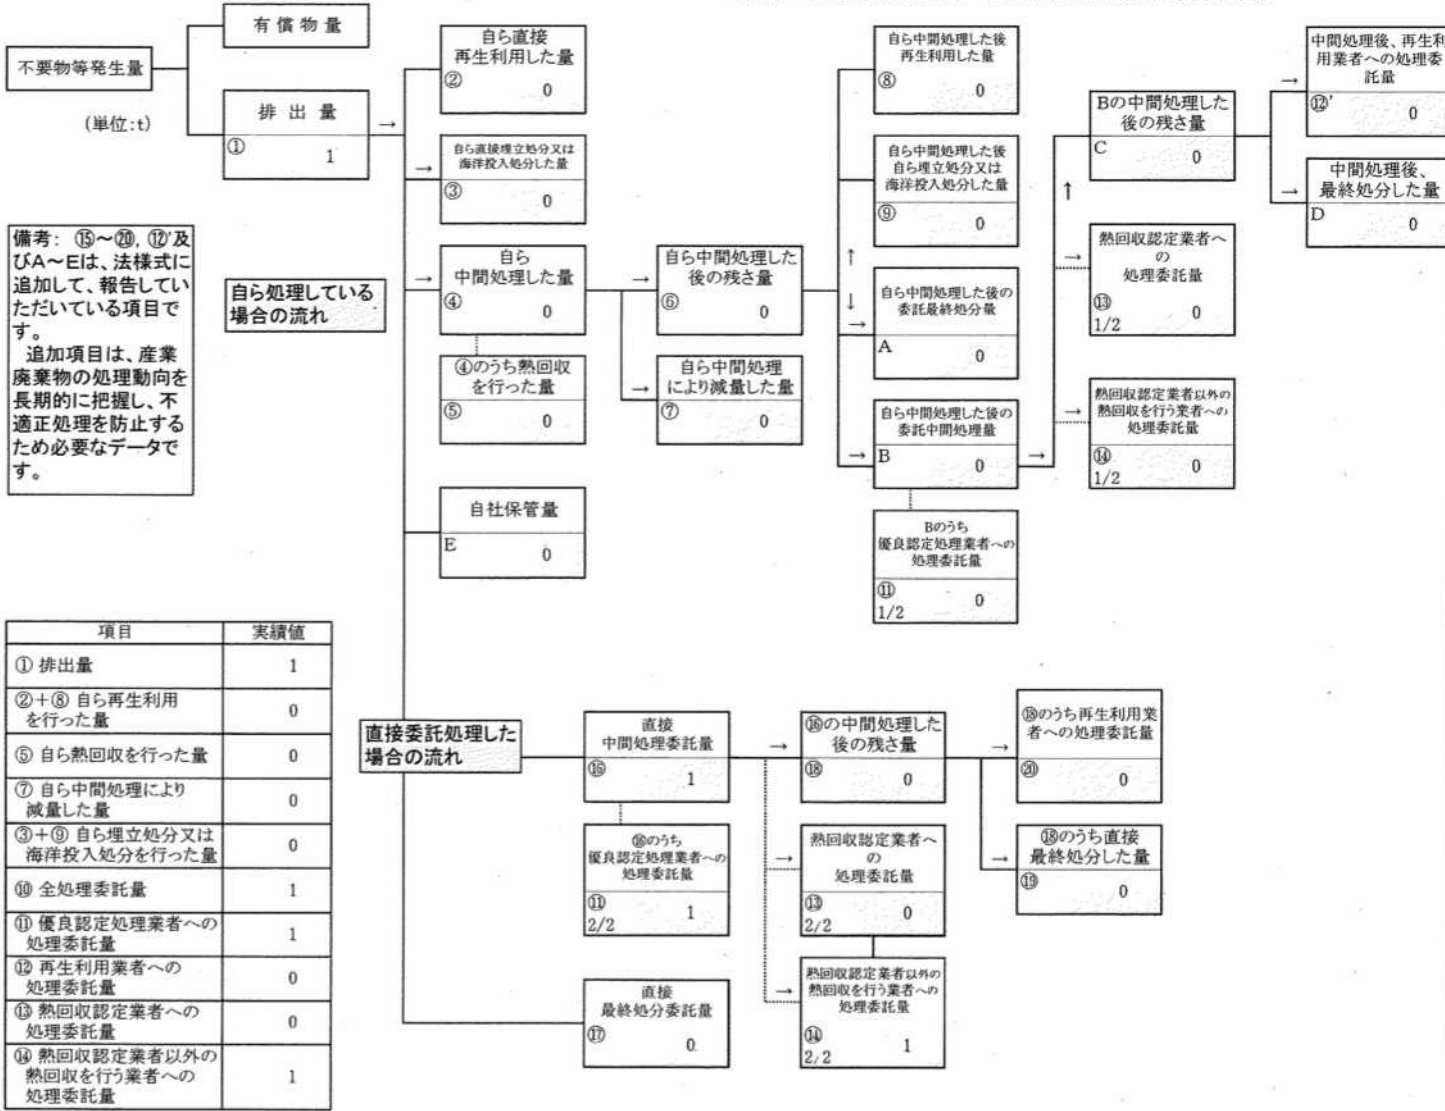 不要物等発生量
(単位:t)
有償物量
排出量
①
1
備考： ⑮～⑳, ⑫'及
びA～Eは、法様式に
追加して、報告してい
ただいている項目で
す。
追加項目は、産業
廃棄物の処理動向を
長期的に把握し、不
適正処理を防止する
ため必要なデータで
す。
自ら処理している
場合の流れ
自ら直接
再生利用した量
②
0
自ら直接埋立処分又は
海洋投入処分した量
③
0
自ら
中間処理した量
④
0
④のうち熱回収
を行った量
⑤
0
自社保管量
E
0
自ら中間処理した
後の残さ量
⑥
0
自ら中間処理
により減量した量
⑦
0
自ら中間処理した後
再生利用した量
⑧
0
自ら中間処理した後
自ら埋立処分又は
海洋投入処分した量
⑨
0
自ら中間処理した後の
委託最終処分量
A
0
自ら中間処理した後の
委託中間処理量
B
0
Bのうち
優良認定処理業者への
処理委託量
⑪
1/2
0
Bの中間処理した
後の残さ量
C
0
熱回収認定業者へ
の
処理委託量
⑬
1/2
0
熱回収認定業者以外の
熱回収を行う業者への
処理委託量
⑭
1/2
0
中間処理後、再生利
用業者への処理委
託量
⑫'
0
中間処理後、
最終処分した量
D
0
項目 実績値
① 排出量 1
②＋⑧ 自ら再生利用
を行った量 0
⑤ 自ら熱回収を行った量 0
⑦ 自ら中間処理により
減量した量 0
③＋⑨ 自ら埋立処分又は
海洋投入処分を行った量 0
⑩ 全処理委託量 1
⑪ 優良認定処理業者への
処理委託量 1
⑫ 再生利用業者への
処理委託量 0
⑬ 熱回収認定業者への
処理委託量 0
⑭ 熱回収認定業者以外の
熱回収を行う業者への
処理委託量 1
直接委託処理した
場合の流れ
直接
中間処理委託量
⑯
1
⑯のうち
優良認定処理業者への
処理委託量
⑪
2/2
1
直接
最終処分委託量
⑰
0
⑯の中間処理した
後の残さ量
⑱
0
熱回収認定業者へ
の
処理委託量
⑬
2/2
0
熱回収認定業者以外の
熱回収を行う業者への
処理委託量
⑭
2/2
1
⑱のうち再生利用業
者への処理委託量
⑳
0
⑱のうち直接
最終処分した量
⑲
0